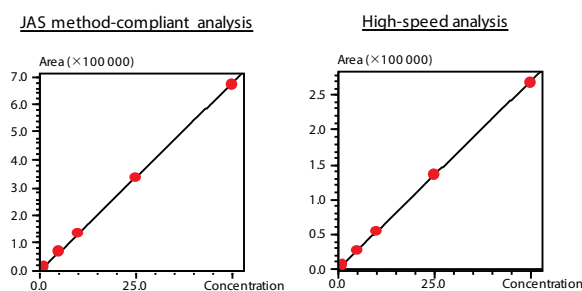 JAS method-compliant analysis
Area (×100 000)
7.0
6.0
5.0
4.0
3.0
2.0
1.0
0.0
0.0 25.0 Concentration
High-speed analysis
Area (×100 000)
2.5
2.0
1.5
1.0
0.5
0.0
0.0 25.0 Concentration